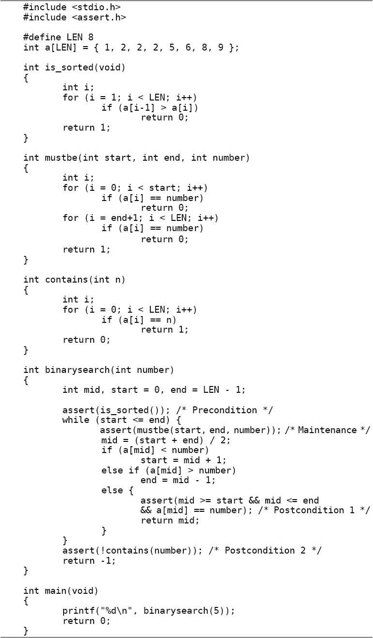 #include <stdio.h>
#include <assert.h>

#define LEN 8
int a[LEN] = { 1, 2, 2, 2, 5, 6, 8, 9 };

int is_sorted(void)
{
        int i;
        for (i = 1; i < LEN; i++)
                if (a[i-1] > a[i])
                        return 0;
        return 1;
}

int mustbe(int start, int end, int number)
{
        int i;
        for (i = 0; i < start; i++)
                if (a[i] == number)
                        return 0;
        for (i = end+1; i < LEN; i++)
                if (a[i] == number)
                        return 0;
        return 1;
}

int contains(int n)
{
        int i;
        for (i = 0; i < LEN; i++)
                if (a[i] == n)
                        return 1;
        return 0;
}

int binarysearch(int number)
{
        int mid, start = 0, end = LEN - 1;

        assert(is_sorted()); /* Precondition */
        while (start <= end) {
                assert(mustbe(start, end, number)); /* Maintenance */
                mid = (start + end) / 2;
                if (a[mid] < number)
                        start = mid + 1;
                else if (a[mid] > number)
                        end = mid - 1;
                else {
                        assert(mid >= start && mid <= end
                        && a[mid] == number); /* Postcondition 1 */
                        return mid;
                }
        }
        assert(!contains(number)); /* Postcondition 2 */
        return -1;
}

int main(void)
{
        printf("%d\n", binarysearch(5));
        return 0;
}